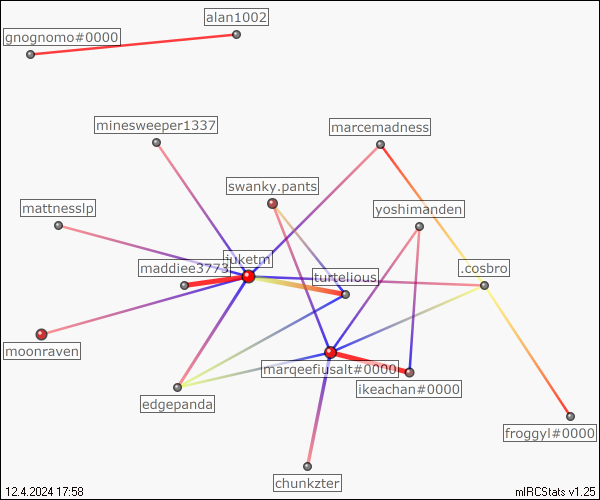 alan1002
gnognomo#0000
minesweeper1337
marcemadness
swanky.pants
mattnesslp
yoshimanden
juketm
maddiee3773
turtelious
.cosbro
moonraven
marqeefiusalt#0000
ikeachan#0000
edgepanda
froggyl#0000
chunkzter
12.4.2024 17:58
mIRCStats v1.25